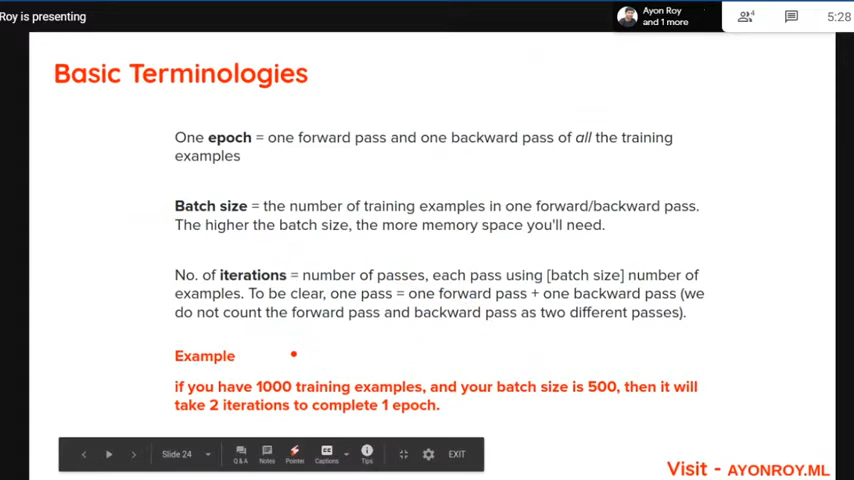 Roy is presenting
Ayon Roy
and 1 more
4
5:28
Basic Terminologies
One epoch = one forward pass and one backward pass of all the training
examples
Batch size = the number of training examples in one forward/backward pass.
The higher the batch size, the more memory space you'll need.
No. of iterations = number of passes, each pass using [batch size] number of
examples. To be clear, one pass = one forward pass + one backward pass (we
do not count the forward pass and backward pass as two different passes).
Example
if you have 1000 training examples, and your batch size is 500, then it will
take 2 iterations to complete 1 epoch.
Slide 24
Q & A
Notes
Pointer
CC
Captions
Tips
EXIT
Visit - AYONROY.ML